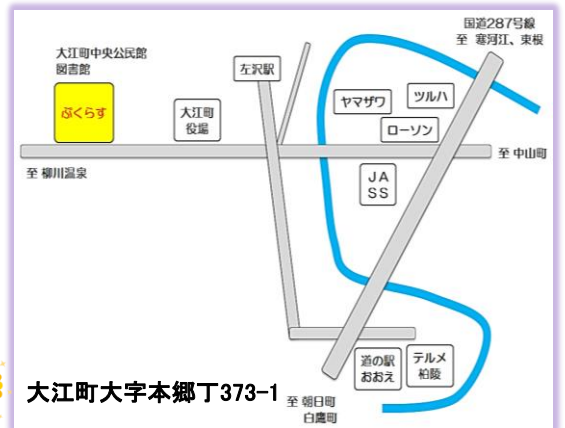 国道287号線
至 寒河江、東根
大江町中央公民館
図書館
ぷくらす
大江町
役場
左沢駅
ヤマザワ
ツルハ
ローソン
至 中山町
至 柳川温泉
JA
SS
道の駅
おおえ
テルメ
柏陵
大江町大字本郷丁373-1
至 朝日町
白鷹町